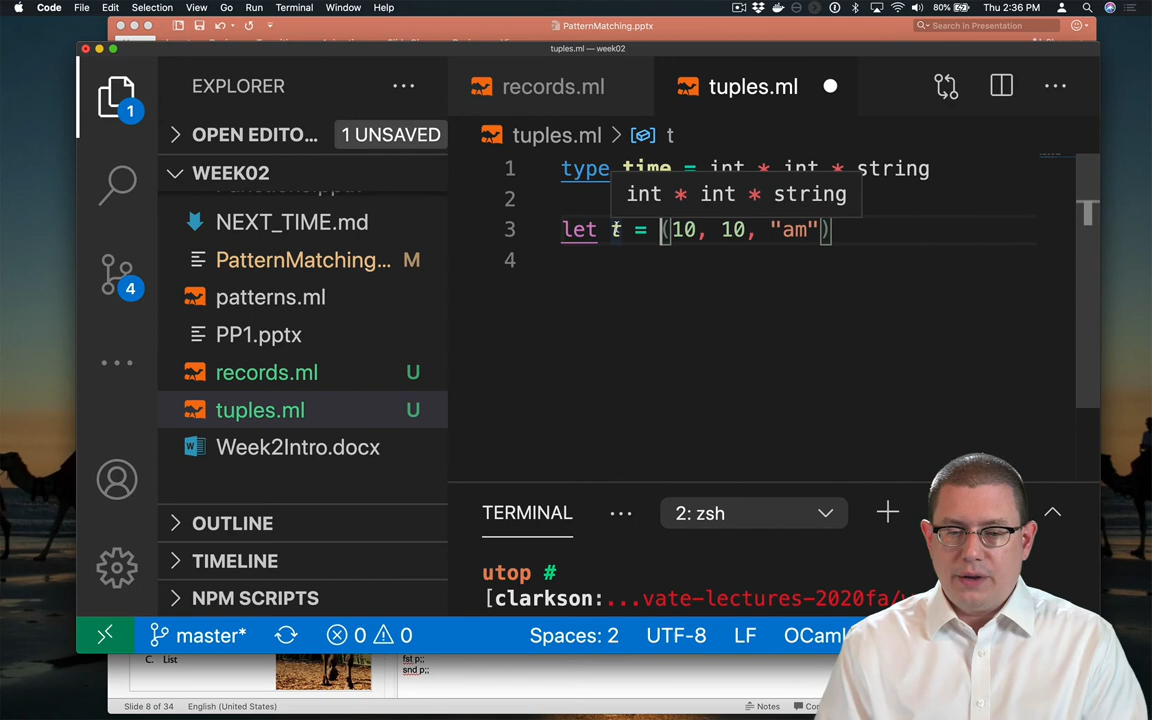 Code File Edit Selection View Go Run Terminal Window Help 80% Thu 2:36 PM
PatternMatching.pptx
Search in Presentation
tuples.ml — week02
EXPLORER
records.ml
tuples.ml
1
OPEN EDITO... 1 UNSAVED
tuples.ml > t
WEEK02
1 type time = int * int * string
int * int * string
2
3 let t = (10, 10, "am")
4
NEXT_TIME.md
PatternMatching... M
4
patterns.ml
PP1.pptx
records.ml U
tuples.ml U
Week2Intro.docx
TERMINAL
2: zsh
OUTLINE
TIMELINE
NPM SCRIPTS
utop #
[clarkson:...vate-lectures-2020fa/
master* 0 0 Spaces: 2 UTF-8 LF OCaml
C. List
fst p;;
snd p;;
Slide 8 of 34 English (United States) Notes